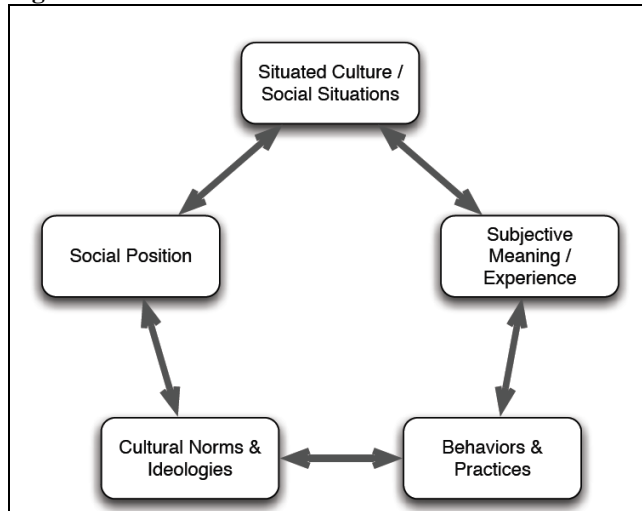 Situated Culture /
Social Situations
Social Position
Subjective
Meaning /
Experience
Cultural Norms &
Ideologies
Behaviors &
Practices